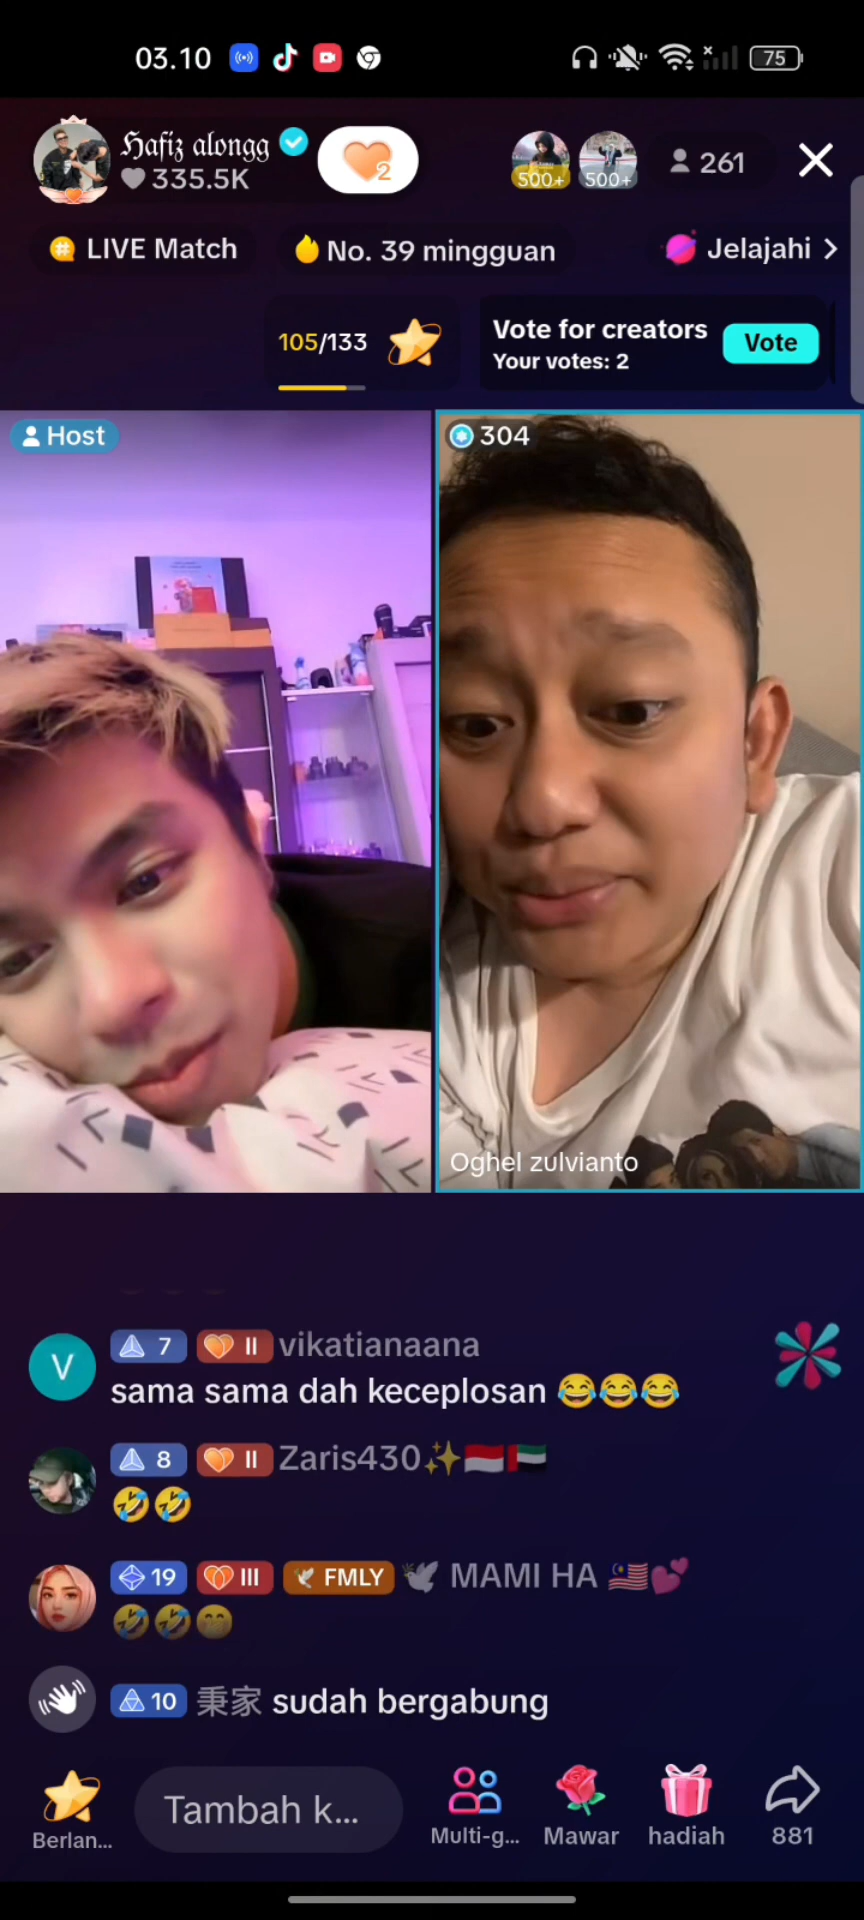 03.10
75
Hafiz alongg
335.5K
2
500+
500+
261
LIVE Match
No. 39 mingguan
Jelajahi
105/133
Vote for creators
Your votes: 2
Vote
Host
304
Oghel zulvianto
V
7 II vikatianaana
sama sama dah keceplosan 😂😂😂
8 II Zaris430✨🇮🇩🇦🇪
🤣🤣
19 III FMLY 🕊️ MAMI HA 🇲🇾💕
🤣🤣🤭
10 秉家 sudah bergabung
Tambah k...
Berlan...
Multi-g...
Mawar
hadiah
881